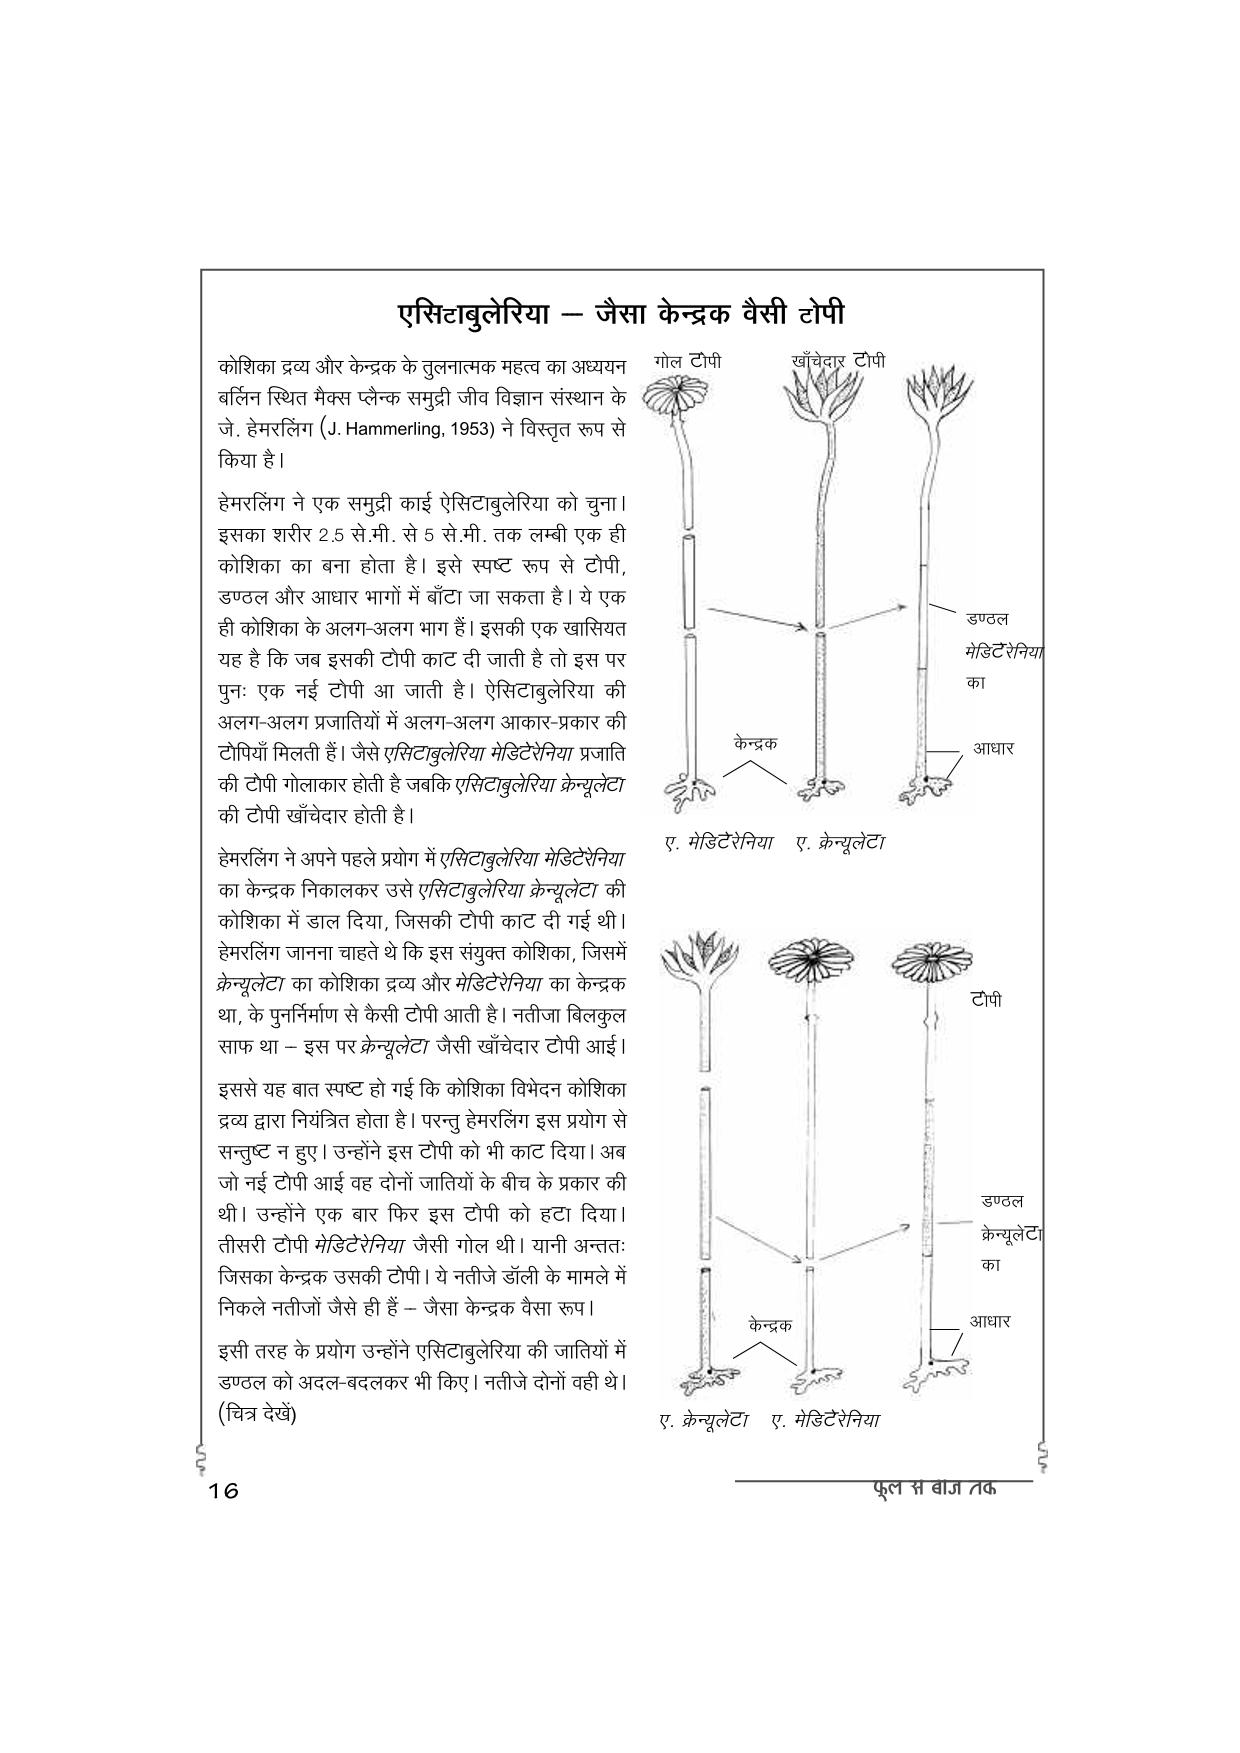 एसिटाबुलेरिया – जैसा केन्द्रक वैसी टोपी
कोशिका द्रव्य और केन्द्रक के तुलनात्मक महत्व का अध्ययन
बर्लिन स्थित मैक्स प्लैन्क समुद्री जीव विज्ञान संस्थान के
जे. हेमरलिंग (J. Hammerling, 1953) ने विस्तृत रूप से
किया है।
हेमरलिंग ने एक समुद्री काई ऐसिटाबुलेरिया को चुना।
इसका शरीर 2.5 से.मी. से 5 से.मी. तक लम्बी एक ही
कोशिका का बना होता है। इसे स्पष्ट रूप से टोपी,
डण्ठल और आधार भागों में बाँटा जा सकता है। ये एक
ही कोशिका के अलग-अलग भाग हैं। इसकी एक खासियत
यह है कि जब इसकी टोपी काट दी जाती है तो इस पर
पुनः एक नई टोपी आ जाती है। ऐसिटाबुलेरिया की
अलग-अलग प्रजातियों में अलग-अलग आकार-प्रकार की
टोपियाँ मिलती हैं। जैसे एसिटाबुलेरिया मेडिटेरेनिया प्रजाति
की टोपी गोलाकार होती है जबकि एसिटाबुलेरिया क्रेन्यूलेटा
की टोपी खाँचेदार होती है।
हेमरलिंग ने अपने पहले प्रयोग में एसिटाबुलेरिया मेडिटेरेनिया
का केन्द्रक निकालकर उसे एसिटाबुलेरिया क्रेन्यूलेटा की
कोशिका में डाल दिया, जिसकी टोपी काट दी गई थी।
हेमरलिंग जानना चाहते थे कि इस संयुक्त कोशिका, जिसमें
क्रेन्यूलेटा का कोशिका द्रव्य और मेडिटेरेनिया का केन्द्रक
था, के पुनर्निर्माण से कैसी टोपी आती है। नतीजा बिलकुल
साफ था – इस पर क्रेन्यूलेटा जैसी खाँचेदार टोपी आई।
इससे यह बात स्पष्ट हो गई कि कोशिका विभेदन कोशिका
द्रव्य द्वारा नियंत्रित होता है। परन्तु हेमरलिंग इस प्रयोग से
सन्तुष्ट न हुए। उन्होंने इस टोपी को भी काट दिया। अब
जो नई टोपी आई वह दोनों जातियों के बीच के प्रकार की
थी। उन्होंने एक बार फिर इस टोपी को हटा दिया।
तीसरी टोपी मेडिटेरेनिया जैसी गोल थी। यानी अन्ततः
जिसका केन्द्रक उसकी टोपी। ये नतीजे डॉली के मामले में
निकले नतीजों जैसे ही हैं – जैसा केन्द्रक वैसा रूप।
इसी तरह के प्रयोग उन्होंने एसिटाबुलेरिया की जातियों में
डण्ठल को अदल-बदलकर भी किए। नतीजे दोनों वही थे।
(चित्र देखें)
गोल टोपी खाँचेदार टोपी
डण्ठल
मेडिटेरेनिया
का
केन्द्रक
आधार
ए. मेडिटेरेनिया ए. क्रेन्यूलेटा
टोपी
डण्ठल
क्रेन्यूलेटा
का
केन्द्रक
आधार
ए. क्रेन्यूलेटा ए. मेडिटेरेनिया
16
फूल से बीज तक